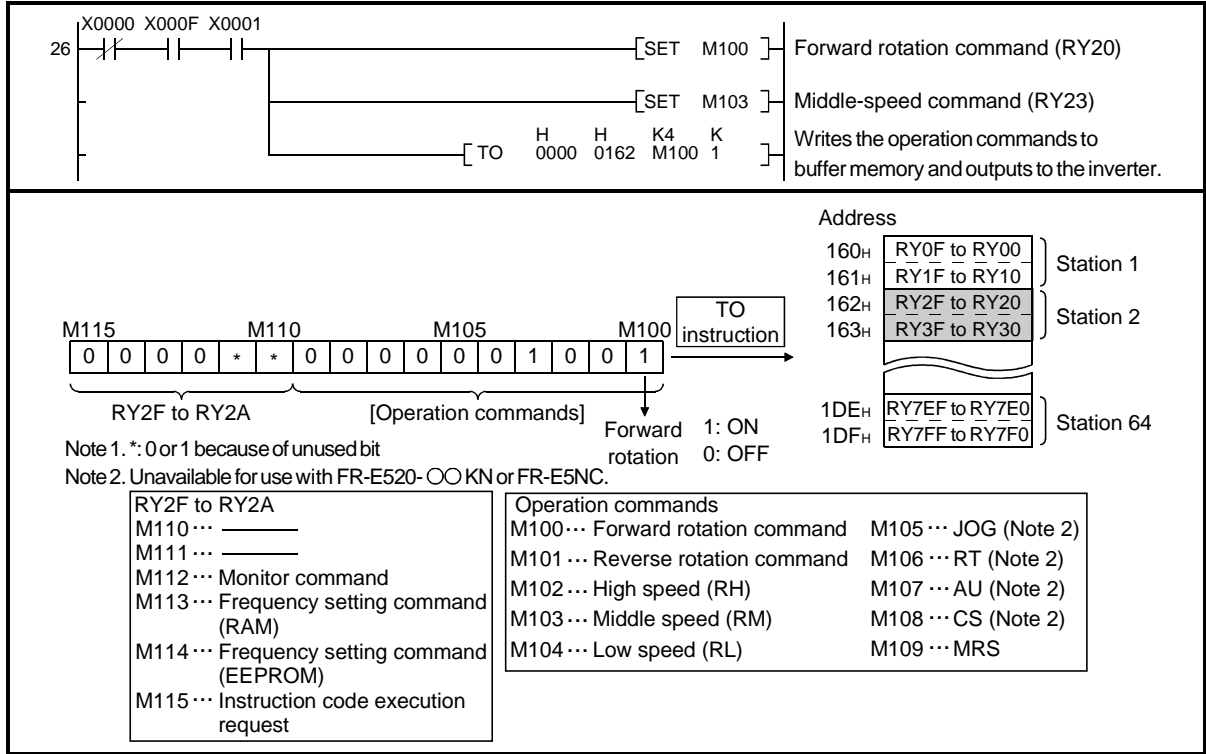 X0000 X000F X0001
26 SET M100 Forward rotation command (RY20)
SET M103 Middle-speed command (RY23)
H H K4 K
TO 0000 0162 M100 1
Writes the operation commands to
buffer memory and outputs to the inverter.
Address
160H RY0F to RY00
161H RY1F to RY10
Station 1
162H RY2F to RY20
163H RY3F to RY30
Station 2
1DEH RY7EF to RY7E0
1DFH RY7FF to RY7F0
Station 64
TO
instruction
M115 M110 M105 M100
0 0 0 0 * * 0 0 0 0 0 0 1 0 0 1
RY2F to RY2A [Operation commands]
Forward
rotation
1: ON
0: OFF
Note 1. *: 0 or 1 because of unused bit
Note 2. Unavailable for use with FR-E520-○○KN or FR-E5NC.
RY2F to RY2A
M110··· ———
M111··· ———
M112··· Monitor command
M113··· Frequency setting command
(RAM)
M114··· Frequency setting command
(EEPROM)
M115··· Instruction code execution
request
Operation commands
M100··· Forward rotation command
M101··· Reverse rotation command
M102··· High speed (RH)
M103··· Middle speed (RM)
M104··· Low speed (RL)
M105··· JOG (Note 2)
M106··· RT (Note 2)
M107··· AU (Note 2)
M108··· CS (Note 2)
M109··· MRS